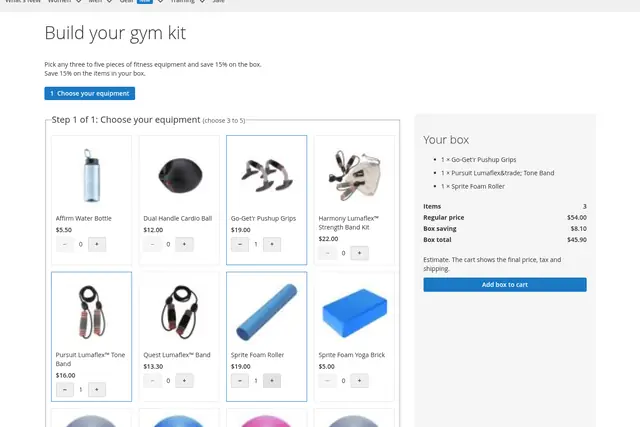 What's New Women Men Gear New Training Sale
Build your gym kit
Pick any three to five pieces of fitness equipment and save 15% on the box.
Save 15% on the items in your box.
1 Choose your equipment
Step 1 of 1: Choose your equipment (choose 3 to 5)
Affirm Water Bottle
$5.50
− 0 +
Dual Handle Cardio Ball
$12.00
− 0 +
Go-Get'r Pushup Grips
$19.00
− 1 +
Harmony Lumaflex™
Strength Band Kit
$22.00
− 0 +
Pursuit Lumaflex™ Tone
Band
$16.00
− 1 +
Quest Lumaflex™ Band
$13.30
− 0 +
Sprite Foam Roller
$19.00
− 1 +
Sprite Foam Yoga Brick
$5.00
− 0 +
Your box
• 1 × Go-Get'r Pushup Grips
• 1 × Pursuit Lumaflex&trade; Tone Band
• 1 × Sprite Foam Roller
Items 3
Regular price $54.00
Box saving $8.10
Box total $45.90
Estimate. The cart shows the final price, tax and
shipping.
Add box to cart